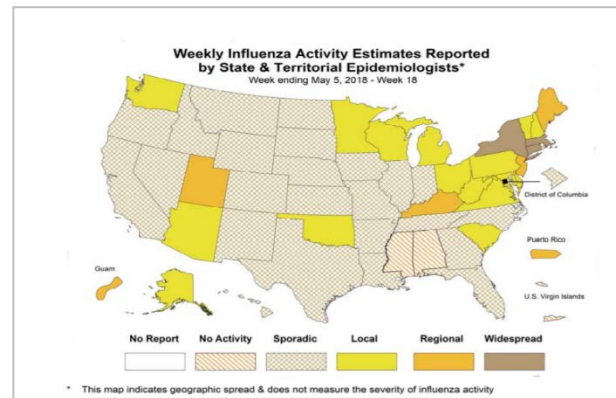 Weekly Influenza Activity Estimates Reported
by State & Territorial Epidemiologists*
Week ending May 5, 2018 - Week 18
District of Columbia
Puerto Rico
Guam
U.S. Virgin Islands
No Report No Activity Sporadic Local Regional Widespread
* This map indicates geographic spread & does not measure the severity of influenza activity